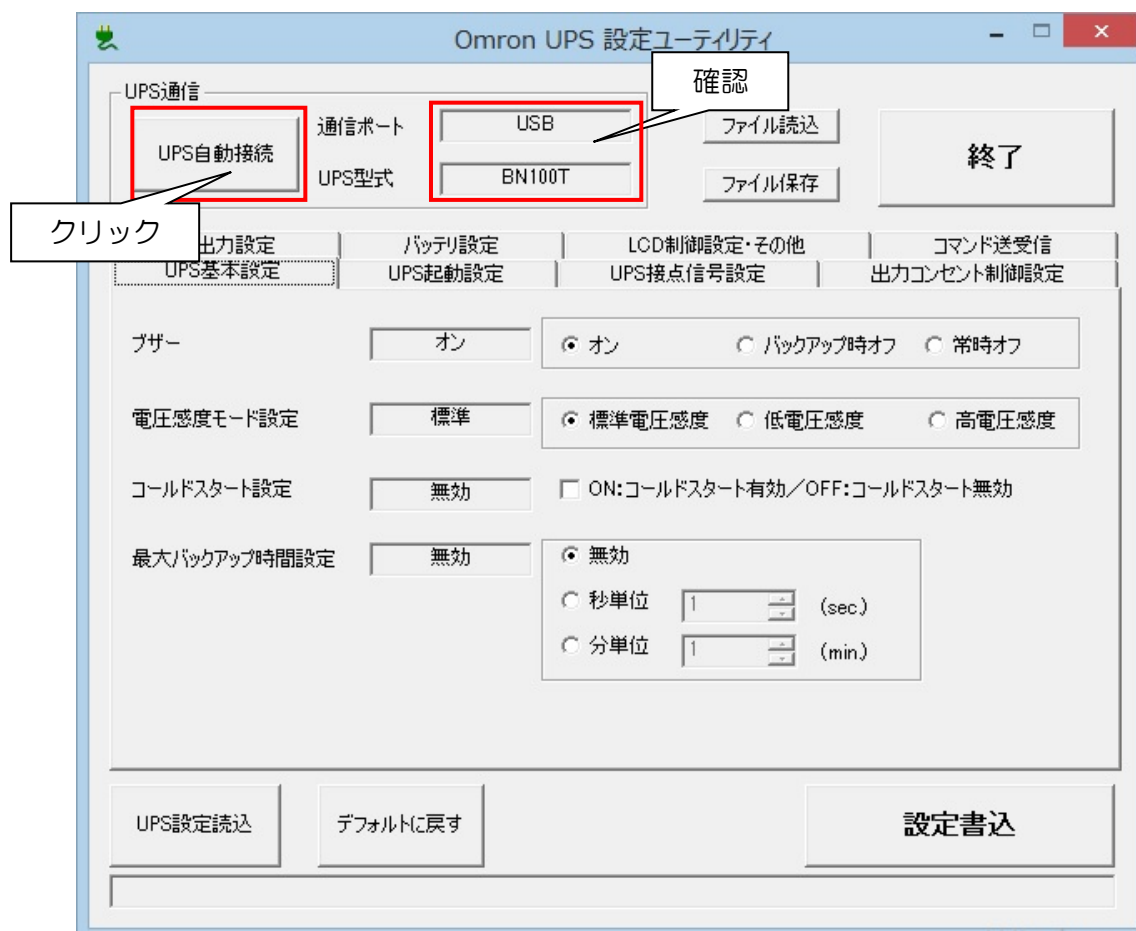 Omron UPS 設定ユーティリティ
確認
UPS通信
UPS自動接続
通信ポート USB
UPS型式 BN100T
ファイル読込
ファイル保存
終了
クリック
出力設定 バッテリ設定 LCD制御設定・その他 コマンド送受信
UPS基本設定 UPS起動設定 UPS接点信号設定 出力コンセント制御設定
ブザー オン オン バックアップ時オフ 常時オフ
電圧感度モード設定 標準 標準電圧感度 低電圧感度 高電圧感度
コールドスタート設定 無効 ON:コールドスタート有効/OFF:コールドスタート無効
最大バックアップ時間設定 無効 無効
秒単位 1 (sec.)
分単位 1 (min.)
UPS設定読込 デフォルトに戻す 設定書込